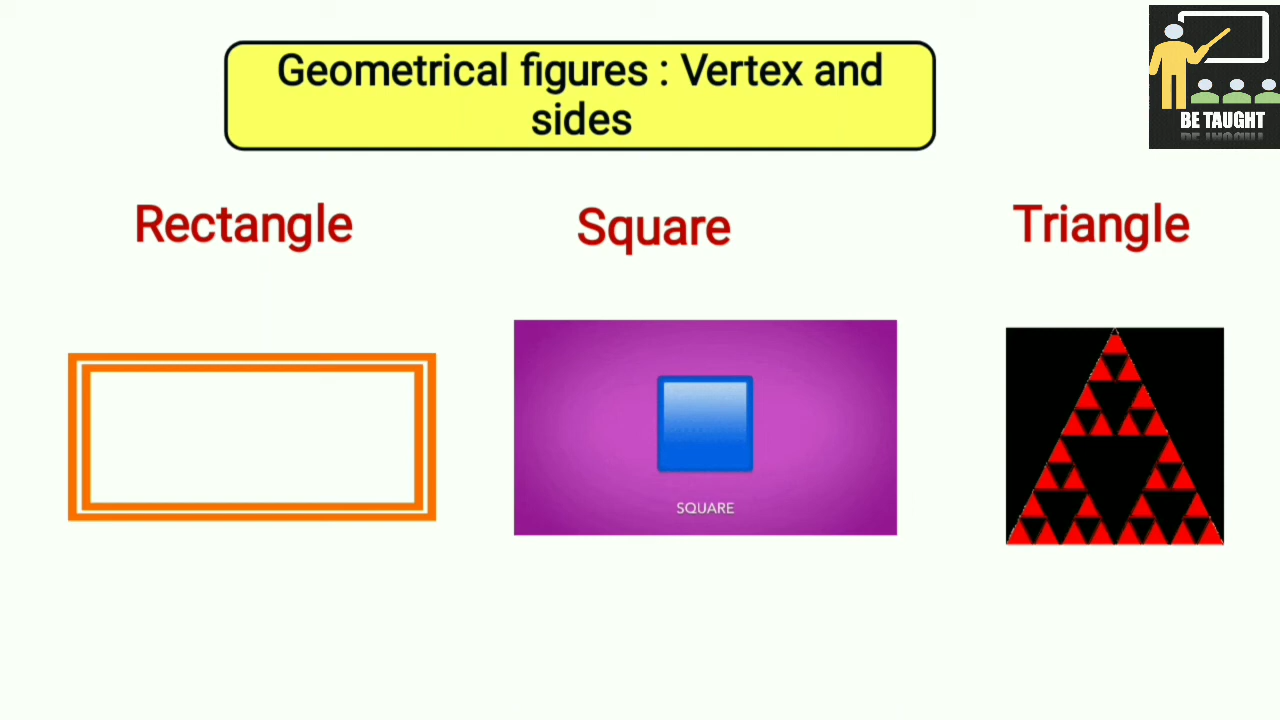 Geometrical figures : Vertex and
sides
BE TAUGHT
Rectangle
Square
Triangle
SQUARE